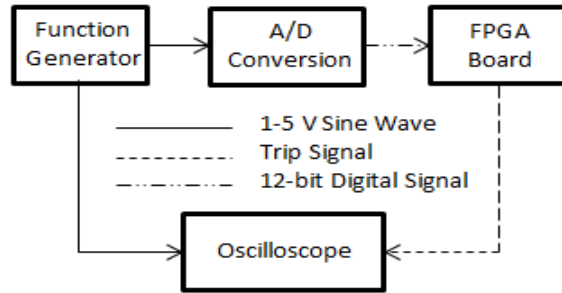 Function
Generator
A/D
Conversion
FPGA
Board
1-5 V Sine Wave
Trip Signal
12-bit Digital Signal
Oscilloscope